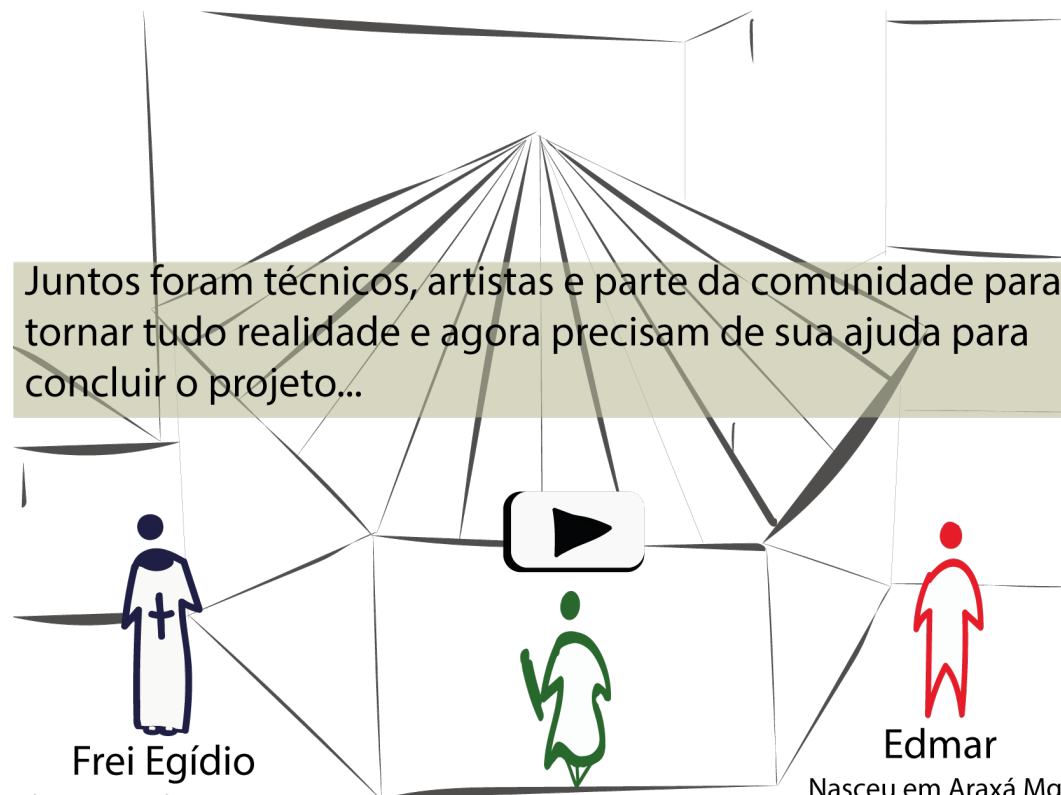 Juntos foram técnicos, artistas e parte da comunidade para
tornar tudo realidade e agora precisam de sua ajuda para
concluir o projeto...
Frei Egídio
Edmar
Nasceu em Araxá